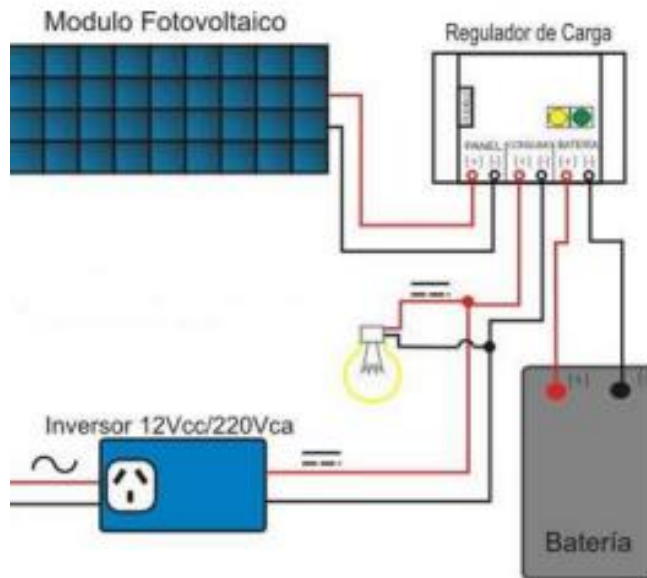 Modulo Fotovoltaico
Regulador de Carga
PANEL CONSUMO BATERIA
(+) (-) (+) (-) (+) (-)
(+)
Inversor 12Vcc/220Vca
Batería